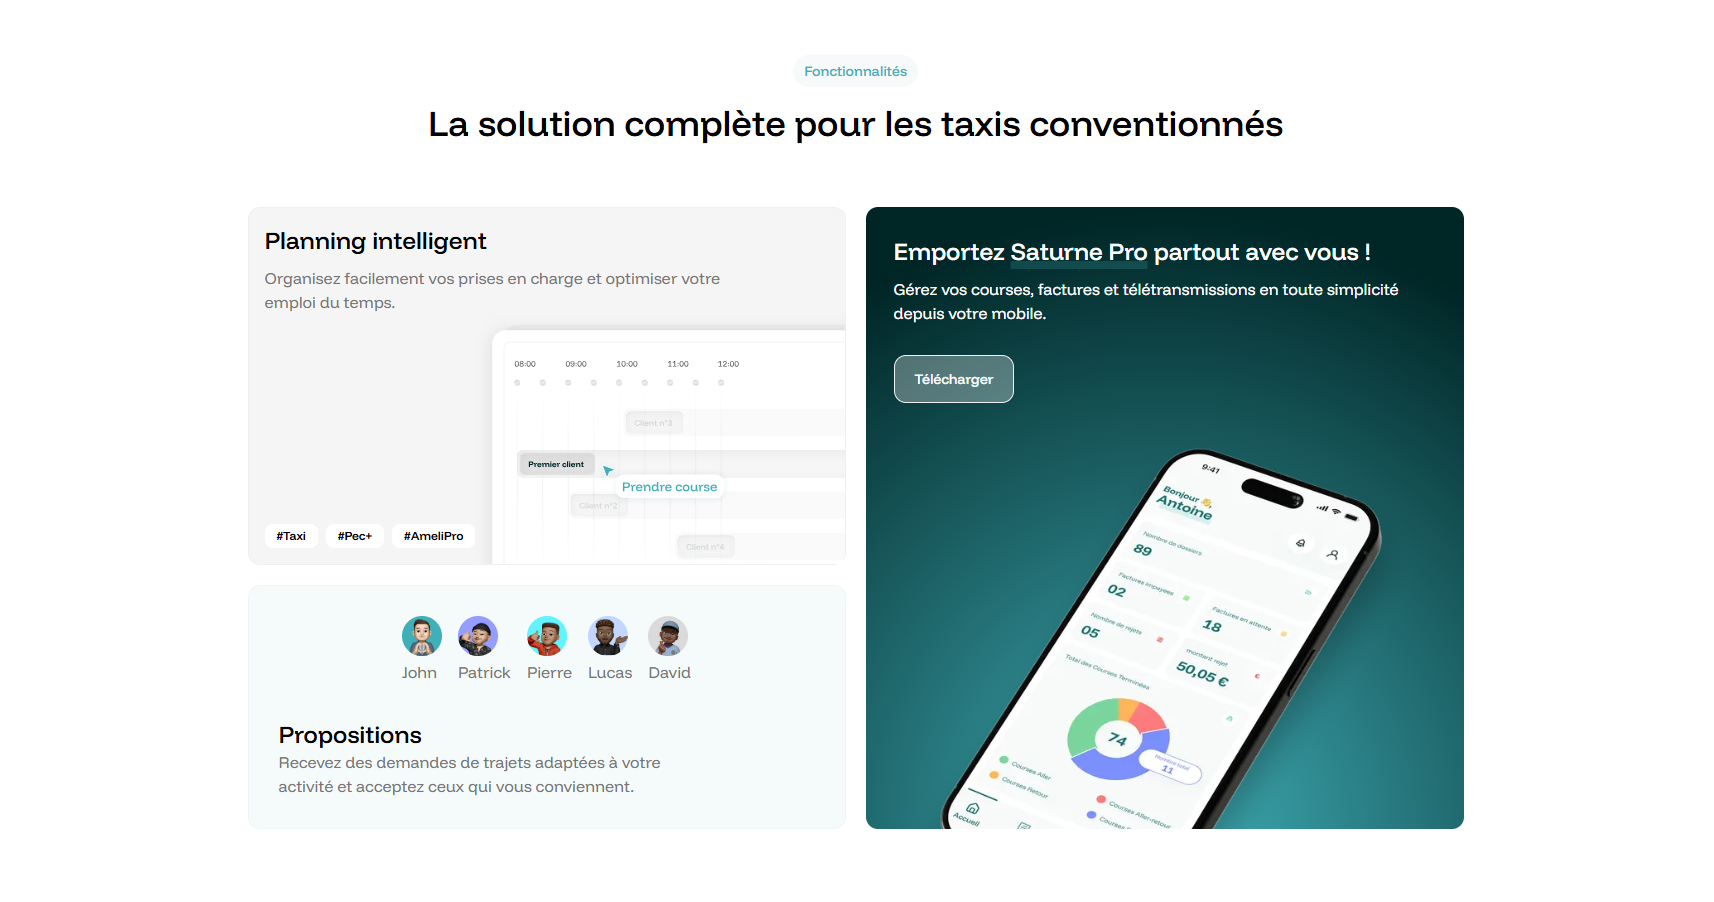 Fonctionnalités
La solution complète pour les taxis conventionnés
Planning intelligent
Organisez facilement vos prises en charge et optimiser votre
emploi du temps.
08:00 09:00 10:00 11:00 12:00
Client n°3
Premier client
Prendre course
Client n°2
Client n°4
#Taxi #Pec+ #AmeliPro
John Patrick Pierre Lucas David
Propositions
Recevez des demandes de trajets adaptées à votre
activité et acceptez ceux qui vous conviennent.
Emportez Saturne Pro partout avec vous !
Gérez vos courses, factures et télétransmissions en toute simplicité
depuis votre mobile.
Télécharger
9:41
Bonjour 👋,
Antoine
Nombre de dossiers
89
Factures impayées
02
Factures en attente
18
Nombre de rejets
05
montant rejet
50,05 €
Total des Courses Terminées
74
Nombre total
11
Courses Aller
Courses Retour
Courses Aller-retour
Accueil